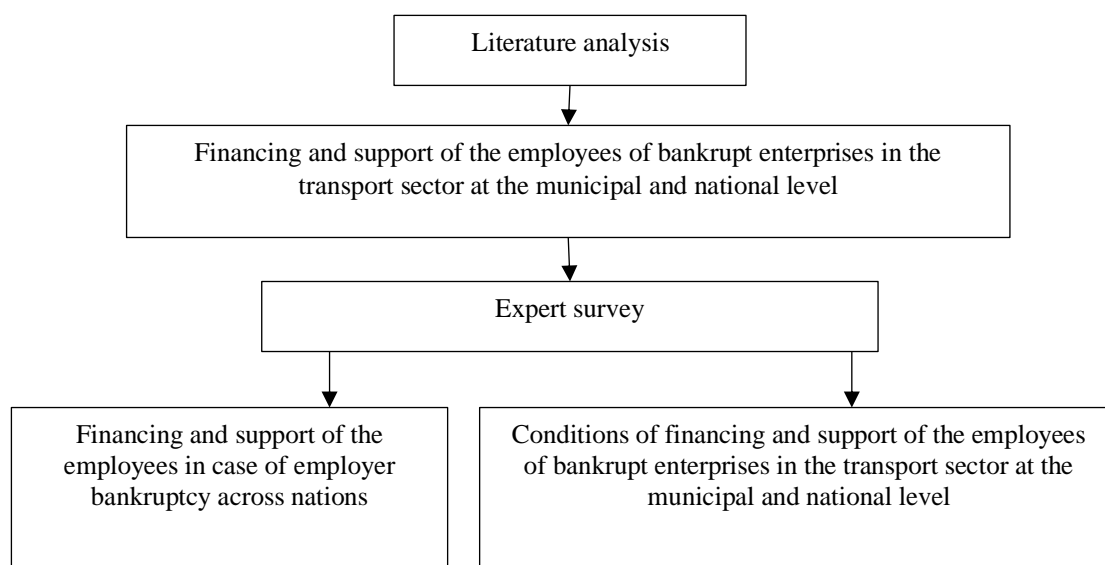 Literature analysis
Financing and support of the employees of bankrupt enterprises in the
transport sector at the municipal and national level
Expert survey
Financing and support of the
employees in case of employer
bankruptcy across nations
Conditions of financing and support of the employees
of bankrupt enterprises in the transport sector at the
municipal and national level